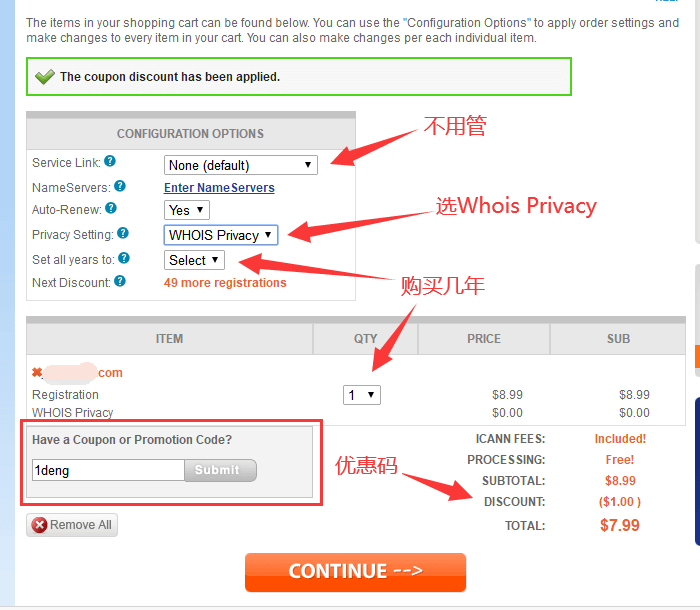 The items in your shopping cart can be found below. You can use the "Configuration Options" to apply order settings and
make changes to every item in your cart. You can also make changes per each individual item.
The coupon discount has been applied.
CONFIGURATION OPTIONS
不用管
Service Link: ? None (default)
NameServers: ? Enter NameServers
Auto-Renew: ? Yes
选Whois Privacy
Privacy Setting: ? WHOIS Privacy
Set all years to: ? Select
Next Discount: ? 49 more registrations
购买几年
ITEM QTY PRICE SUB
com
Registration 1 $8.99 $8.99
WHOIS Privacy $0.00 $0.00
Have a Coupon or Promotion Code?
1deng Submit
优惠码
ICANN FEES: Included!
PROCESSING: Free!
SUBTOTAL: $8.99
DISCOUNT: ($1.00 )
TOTAL: $7.99
Remove All
CONTINUE -->